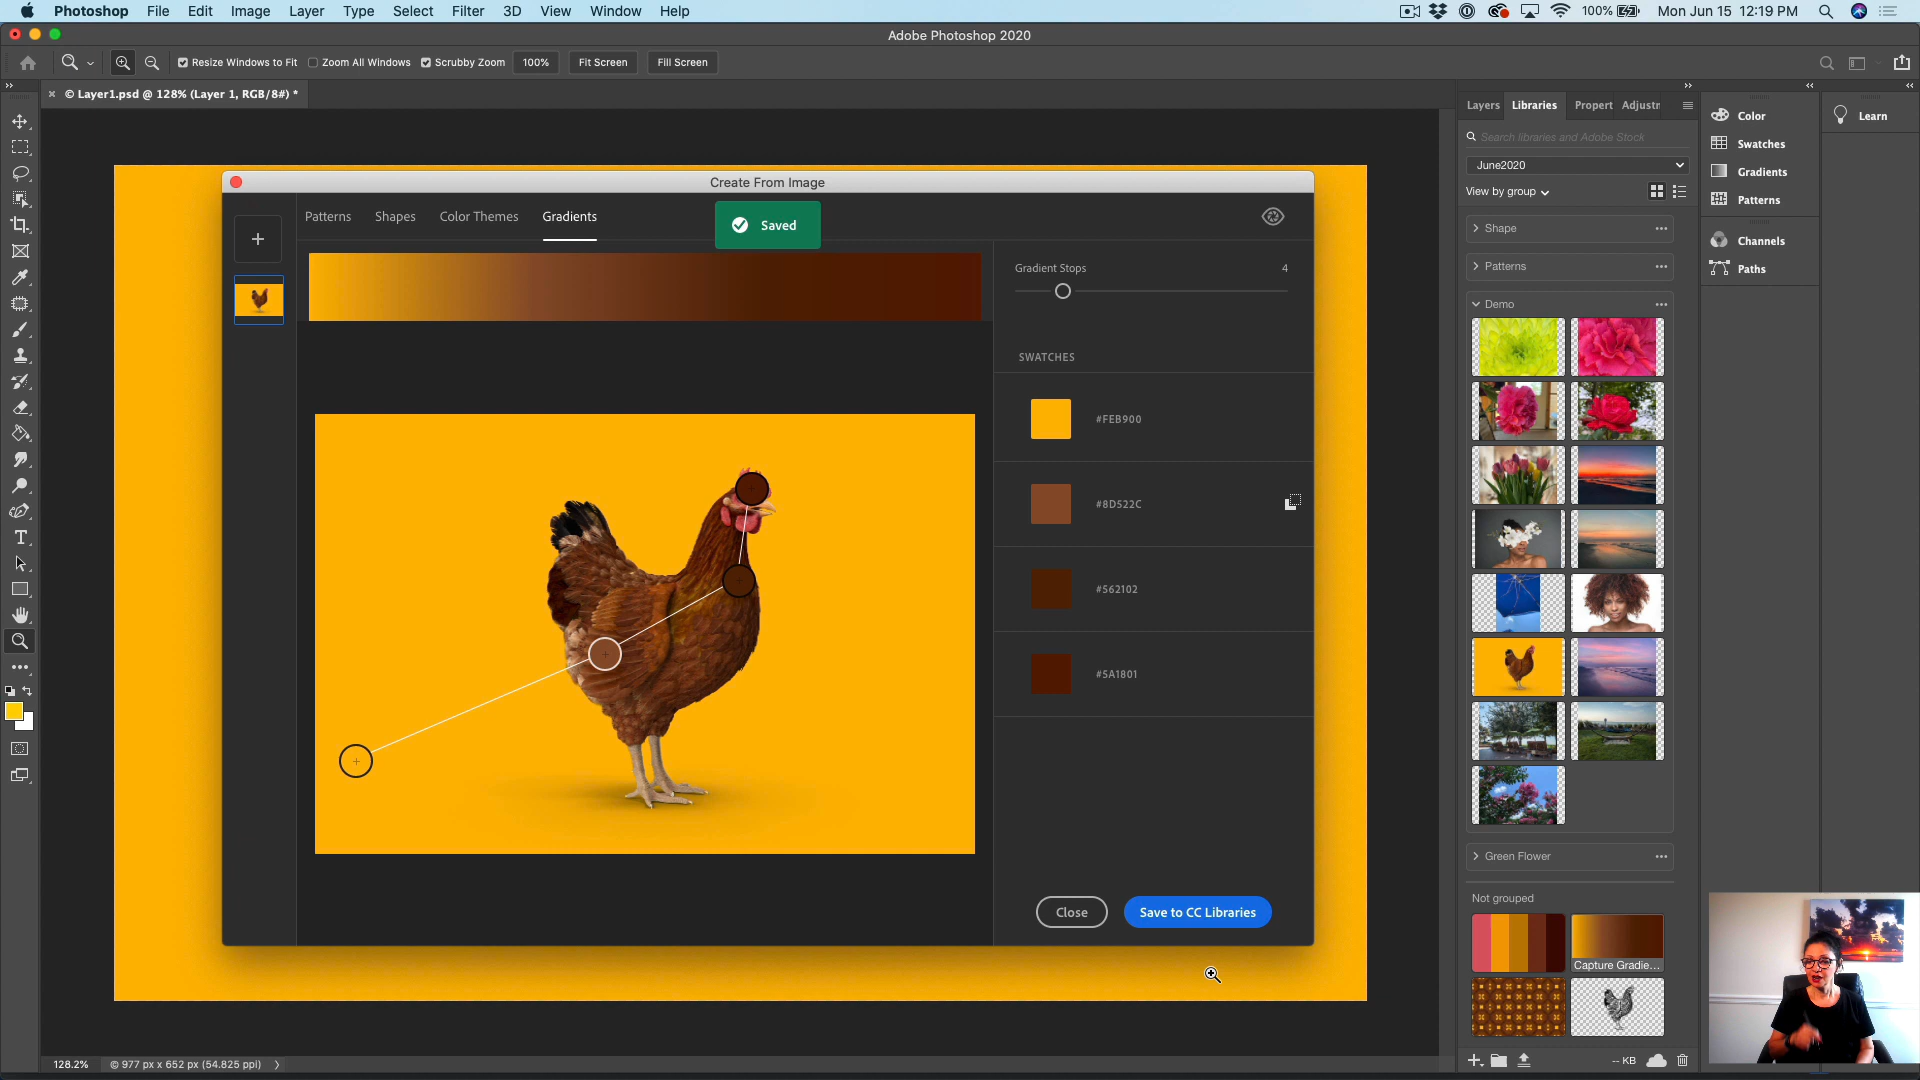 Photoshop File Edit Image Layer Type Select Filter 3D View Window Help 100% Mon Jun 15 12:19 PM
Adobe Photoshop 2020
Resize Windows to Fit Zoom All Windows Scrubby Zoom 100% Fit Screen Fill Screen
© Layer1.psd @ 128% (Layer 1, RGB/8#) *
Layers Libraries Propert Adjustr
Color
Learn
Search libraries and Adobe Stock
Swatches
June2020
Gradients
View by group
Patterns
Create From Image
Patterns Shapes Color Themes Gradients
Saved
Shape
Channels
Patterns
Paths
Gradient Stops 4
Demo
SWATCHES
#FEB900
#8D522C
#562102
#5A1801
Green Flower
Not grouped
Close Save to CC Libraries
Capture Gradie...
128.2% © 977 px x 652 px (54.825 ppi)
-- KB